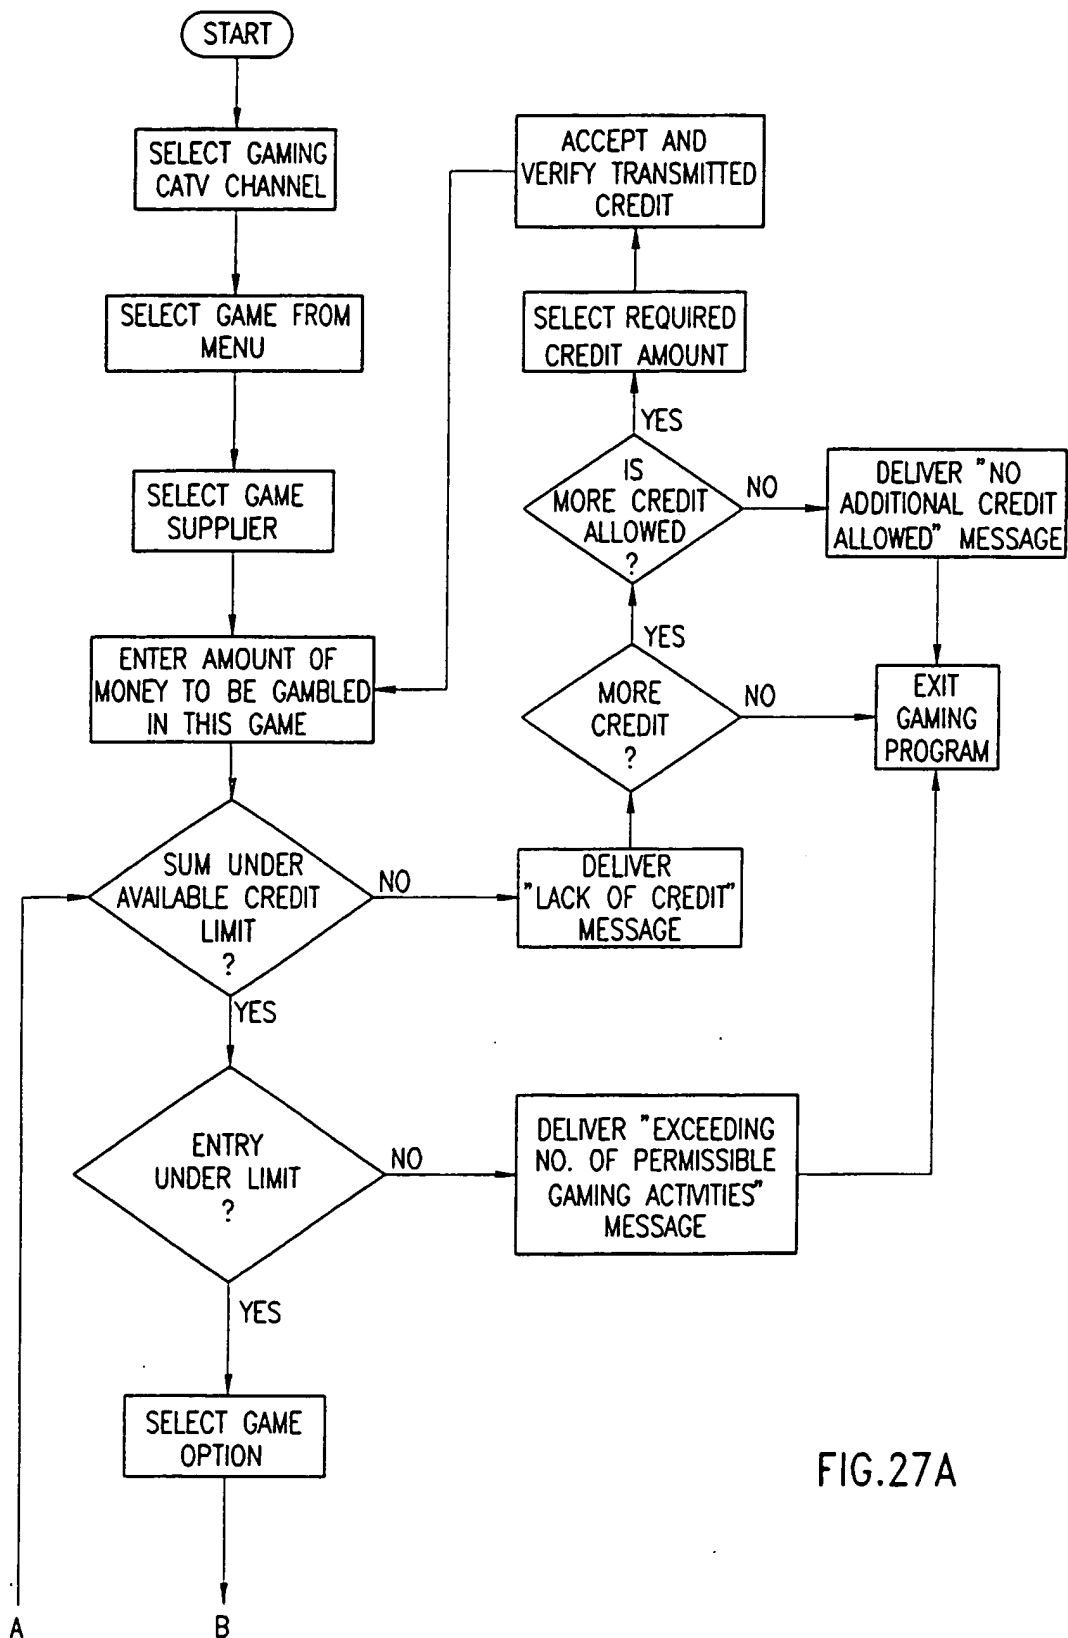 START
SELECT GAMING
CATV CHANNEL
SELECT GAME FROM
MENU
SELECT GAME
SUPPLIER
ENTER AMOUNT OF
MONEY TO BE GAMBLED
IN THIS GAME
SUM UNDER
AVAILABLE CREDIT
LIMIT
?
NO
YES
DELIVER
"LACK OF CREDIT"
MESSAGE
MORE
CREDIT
?
NO
YES
IS
MORE CREDIT
ALLOWED
?
NO
YES
SELECT REQUIRED
CREDIT AMOUNT
ACCEPT AND
VERIFY TRANSMITTED
CREDIT
DELIVER "NO
ADDITIONAL CREDIT
ALLOWED" MESSAGE
EXIT
GAMING
PROGRAM
ENTRY
UNDER LIMIT
?
NO
YES
DELIVER "EXCEEDING
NO. OF PERMISSIBLE
GAMING ACTIVITIES"
MESSAGE
SELECT GAME
OPTION
A
B
FIG.27A